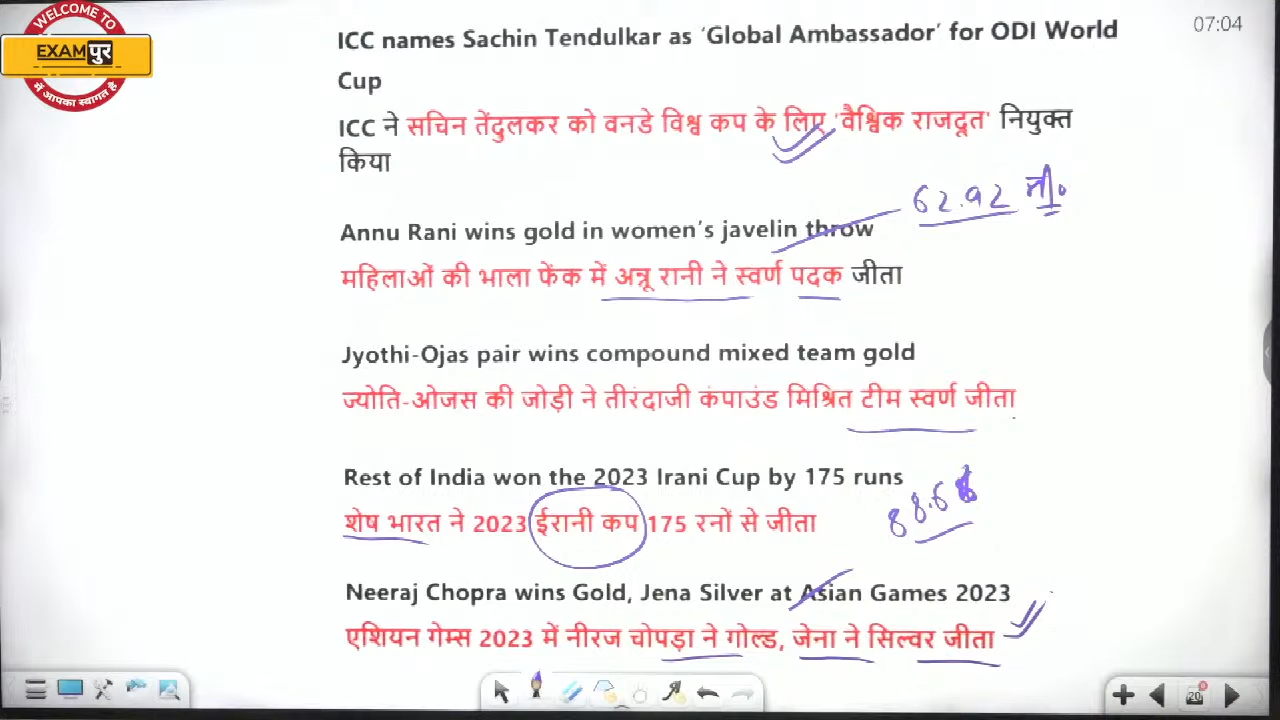 WELCOME TO
EXAMपुर
में आपका स्वागत है
07:04
ICC names Sachin Tendulkar as ‘Global Ambassador’ for ODI World
Cup
ICC ने सचिन तेंदुलकर को वनडे विश्व कप के लिए 'वैश्विक राजदूत' नियुक्त
किया
62.92 मी०
Annu Rani wins gold in women’s javelin throw
महिलाओं की भाला फेंक में अन्नू रानी ने स्वर्ण पदक जीता
Jyothi-Ojas pair wins compound mixed team gold
ज्योति-ओजस की जोड़ी ने तीरंदाजी कंपाउंड मिश्रित टीम स्वर्ण जीता
Rest of India won the 2023 Irani Cup by 175 runs
शेष भारत ने 2023 ईरानी कप 175 रनों से जीता
Neeraj Chopra wins Gold, Jena Silver at Asian Games 2023
एशियन गेम्स 2023 में नीरज चोपड़ा ने गोल्ड, जेना ने सिल्वर जीता
20